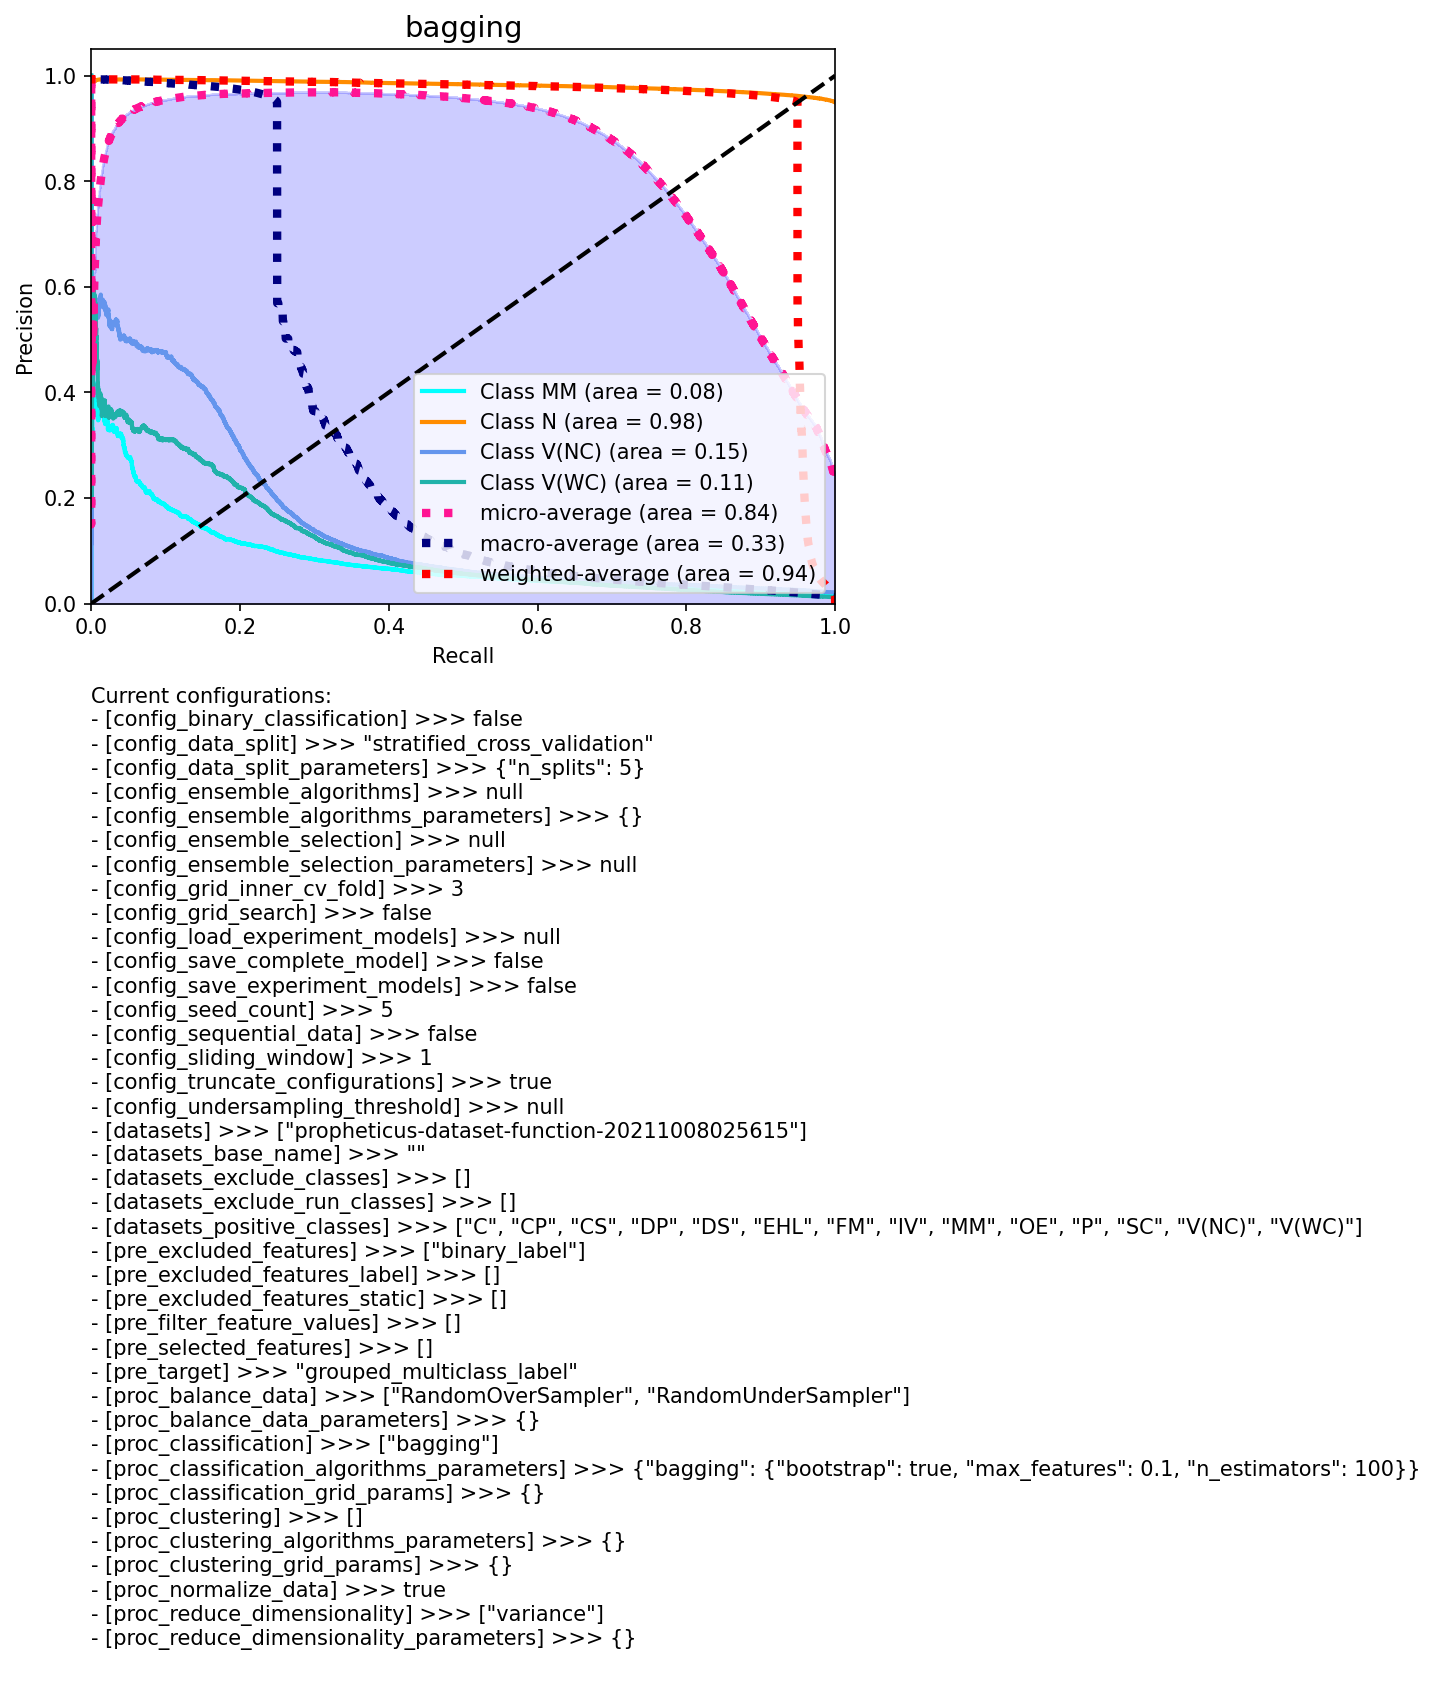 bagging
1.0
0.8
0.6
0.4
0.2
0.0
Precision
Class MM (area = 0.08)
Class N (area = 0.98)
Class V(NC) (area = 0.15)
Class V(WC) (area = 0.11)
micro-average (area = 0.84)
macro-average (area = 0.33)
weighted-average (area = 0.94)
0.0 0.2 0.4 0.6 0.8 1.0
Recall
Current configurations:
- [config_binary_classification] >>> false
- [config_data_split] >>> "stratified_cross_validation"
- [config_data_split_parameters] >>> {"n_splits": 5}
- [config_ensemble_algorithms] >>> null
- [config_ensemble_algorithms_parameters] >>> {}
- [config_ensemble_selection] >>> null
- [config_ensemble_selection_parameters] >>> null
- [config_grid_inner_cv_fold] >>> 3
- [config_grid_search] >>> false
- [config_load_experiment_models] >>> null
- [config_save_complete_model] >>> false
- [config_save_experiment_models] >>> false
- [config_seed_count] >>> 5
- [config_sequential_data] >>> false
- [config_sliding_window] >>> 1
- [config_truncate_configurations] >>> true
- [config_undersampling_threshold] >>> null
- [datasets] >>> ["propheticus-dataset-function-20211008025615"]
- [datasets_base_name] >>> ""
- [datasets_exclude_classes] >>> []
- [datasets_exclude_run_classes] >>> []
- [datasets_positive_classes] >>> ["C", "CP", "CS", "DP", "DS", "EHL", "FM", "IV", "MM", "OE", "P", "SC", "V(NC)", "V(WC)"]
- [pre_excluded_features] >>> ["binary_label"]
- [pre_excluded_features_label] >>> []
- [pre_excluded_features_static] >>> []
- [pre_filter_feature_values] >>> []
- [pre_selected_features] >>> []
- [pre_target] >>> "grouped_multiclass_label"
- [proc_balance_data] >>> ["RandomOverSampler", "RandomUnderSampler"]
- [proc_balance_data_parameters] >>> {}
- [proc_classification] >>> ["bagging"]
- [proc_classification_algorithms_parameters] >>> {"bagging": {"bootstrap": true, "max_features": 0.1, "n_estimators": 100}}
- [proc_classification_grid_params] >>> {}
- [proc_clustering] >>> []
- [proc_clustering_algorithms_parameters] >>> {}
- [proc_clustering_grid_params] >>> {}
- [proc_normalize_data] >>> true
- [proc_reduce_dimensionality] >>> ["variance"]
- [proc_reduce_dimensionality_parameters] >>> {}